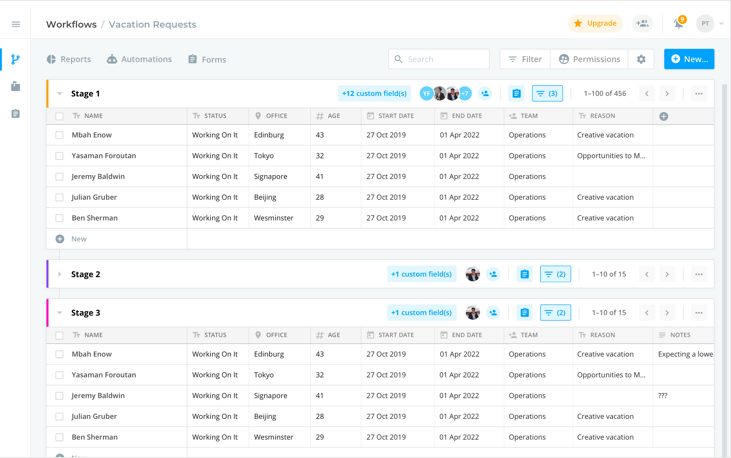 Workflows / Vacation Requests
Upgrade
9
PT
Reports
Automations
Forms
Search
Filter
Permissions
New...
Stage 1
+12 custom field(s)
YF
+7
(3)
1–100 of 456
NAME STATUS OFFICE AGE START DATE END DATE TEAM REASON
Mbah Enow Working On It Edinburg 43 27 Oct 2019 01 Apr 2022 Operations Creative vacation
Yasaman Foroutan Working On It Tokyo 32 27 Oct 2019 01 Apr 2022 Operations Opportunities to M...
Jeremy Baldwin Working On It Signapore 41 27 Oct 2019 01 Apr 2022 Operations
Julian Gruber Working On It Beijing 28 27 Oct 2019 01 Apr 2022 Operations Creative vacation
Ben Sherman Working On It Wesminster 29 27 Oct 2019 01 Apr 2022 Operations Creative vacation
New
Stage 2
+1 custom field(s)
(2)
1–10 of 15
Stage 3
+1 custom field(s)
(2)
1–10 of 15
NAME STATUS OFFICE AGE START DATE END DATE TEAM REASON NOTES
Mbah Enow Working On It Edinburg 43 27 Oct 2019 01 Apr 2022 Operations Creative vacation Expecting a lowe
Yasaman Foroutan Working On It Tokyo 32 27 Oct 2019 01 Apr 2022 Operations Opportunities to M...
Jeremy Baldwin Working On It Signapore 41 27 Oct 2019 01 Apr 2022 Operations ???
Julian Gruber Working On It Beijing 28 27 Oct 2019 01 Apr 2022 Operations Creative vacation
Ben Sherman Working On It Wesminster 29 27 Oct 2019 01 Apr 2022 Operations Creative vacation